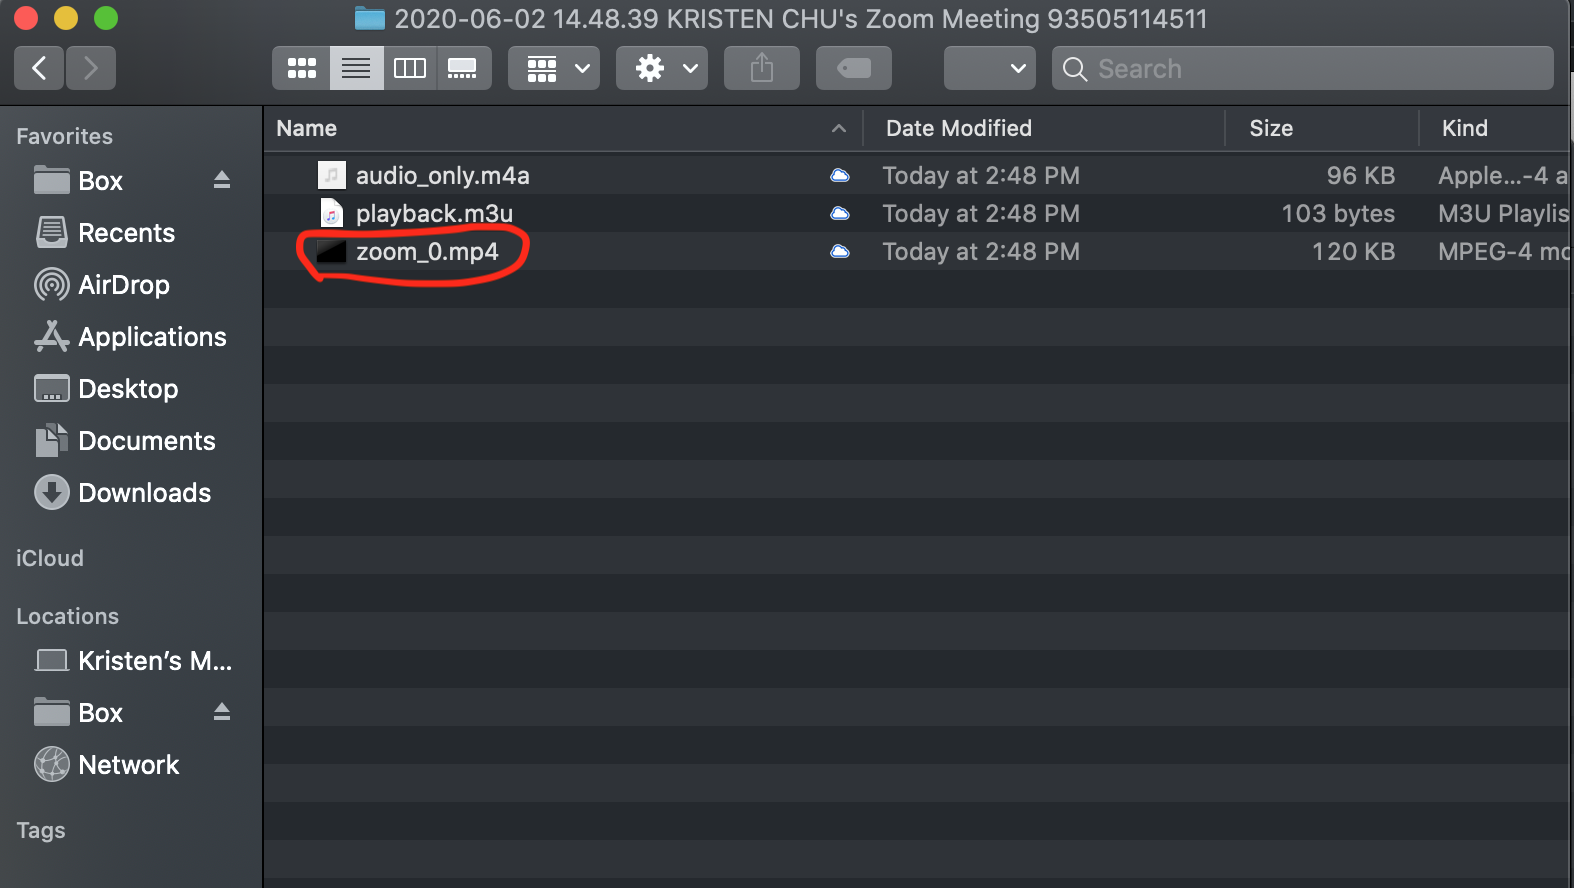 2020-06-02 14.48.39 KRISTEN CHU's Zoom Meeting 93505114511
Search
Favorites
Box
Recents
AirDrop
Applications
Desktop
Documents
Downloads
iCloud
Locations
Kristen’s M...
Box
Network
Tags
Name Date Modified Size Kind
audio_only.m4a Today at 2:48 PM 96 KB Apple...-4 a
playback.m3u Today at 2:48 PM 103 bytes M3U Playlis
zoom_0.mp4 Today at 2:48 PM 120 KB MPEG-4 mo